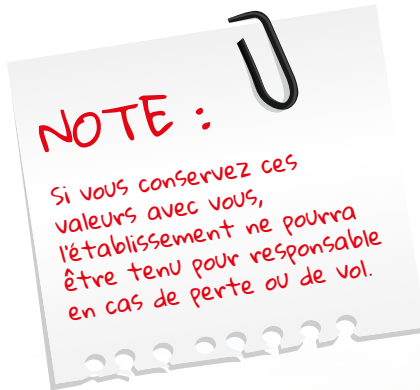 NOTE :
Si vous conservez ces
valeurs avec vous,
l'établissement ne pourra
être tenu pour responsable
en cas de perte ou de vol.